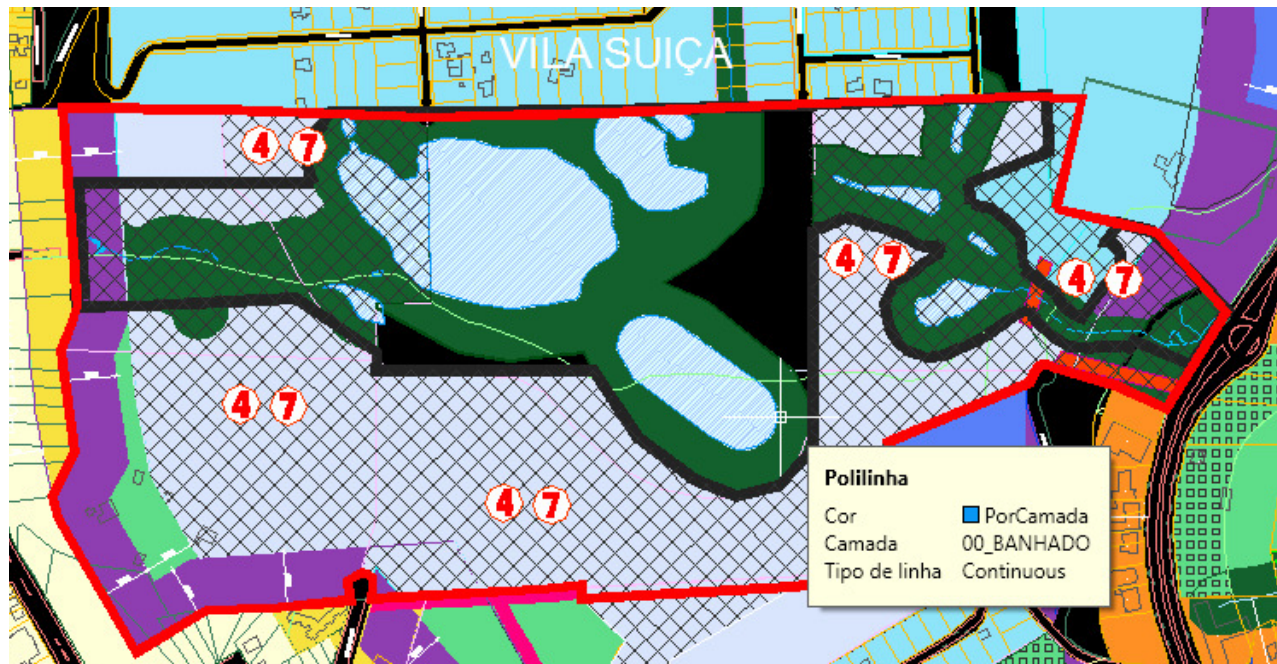 VILA SUIÇA
4 7
4 7
4 7
4 7
4 7
Polilinha
Cor PorCamada
Camada 00_BANHADO
Tipo de linha Continuous